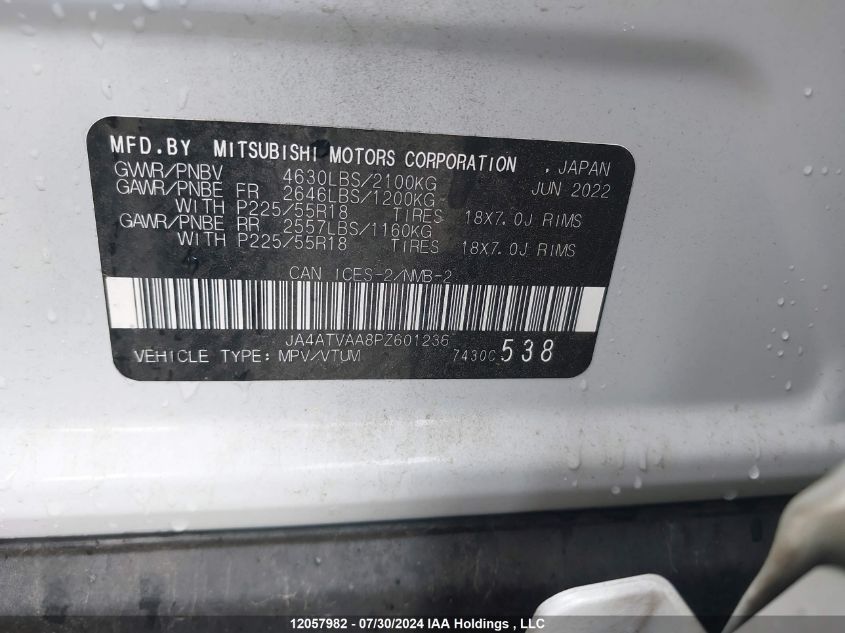 MFD.BY MITSUBISHI MOTORS CORPORATION , JAPAN
GVWR/PNBV 4630LBS/2100KG JUN 2022
GAWR/PNBE FR 2646LBS/1200KG
WITH P225/55R18 TIRES 18X7.0J RIMS
GAWR/PNBE RR 2557LBS/1160KG
WITH P225/55R18 TIRES 18X7.0J RIMS
CAN ICES-2/NMB-2
JA4ATVAA8PZ601236
VEHICLE TYPE:MPV/VTUM 7430C 538
12057982 - 07/30/2024 IAA Holdings , LLC